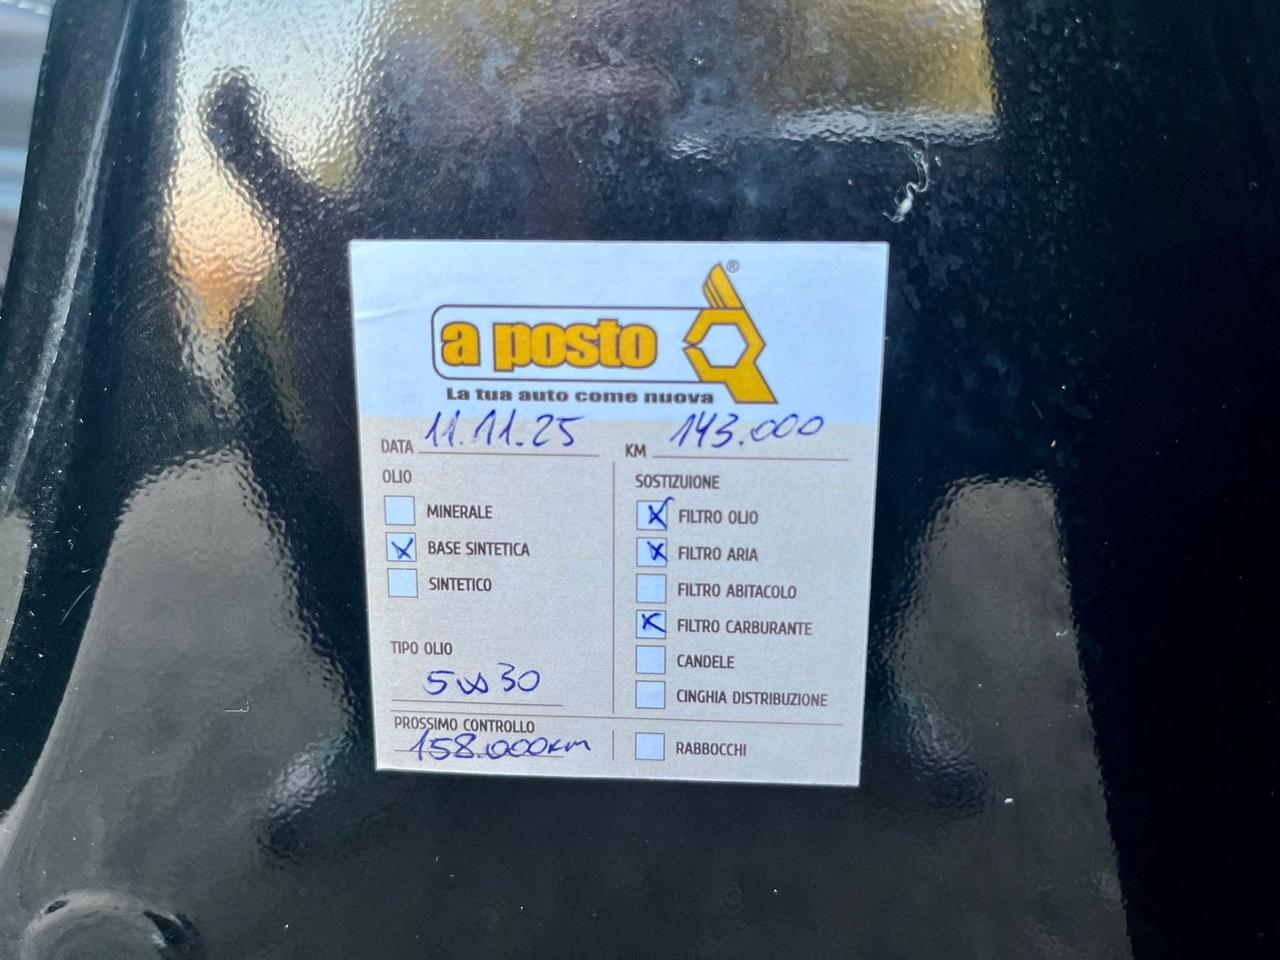 ®
a posto
La tua auto come nuova
DATA 11.11.25 KM 143.000
OLIO
MINERALE
BASE SINTETICA
SINTETICO
TIPO OLIO
5w30
PROSSIMO CONTROLLO
158.000km
SOSTIZUIONE
FILTRO OLIO
FILTRO ARIA
FILTRO ABITACOLO
FILTRO CARBURANTE
CANDELE
CINGHIA DISTRIBUZIONE
RABBOCCHI